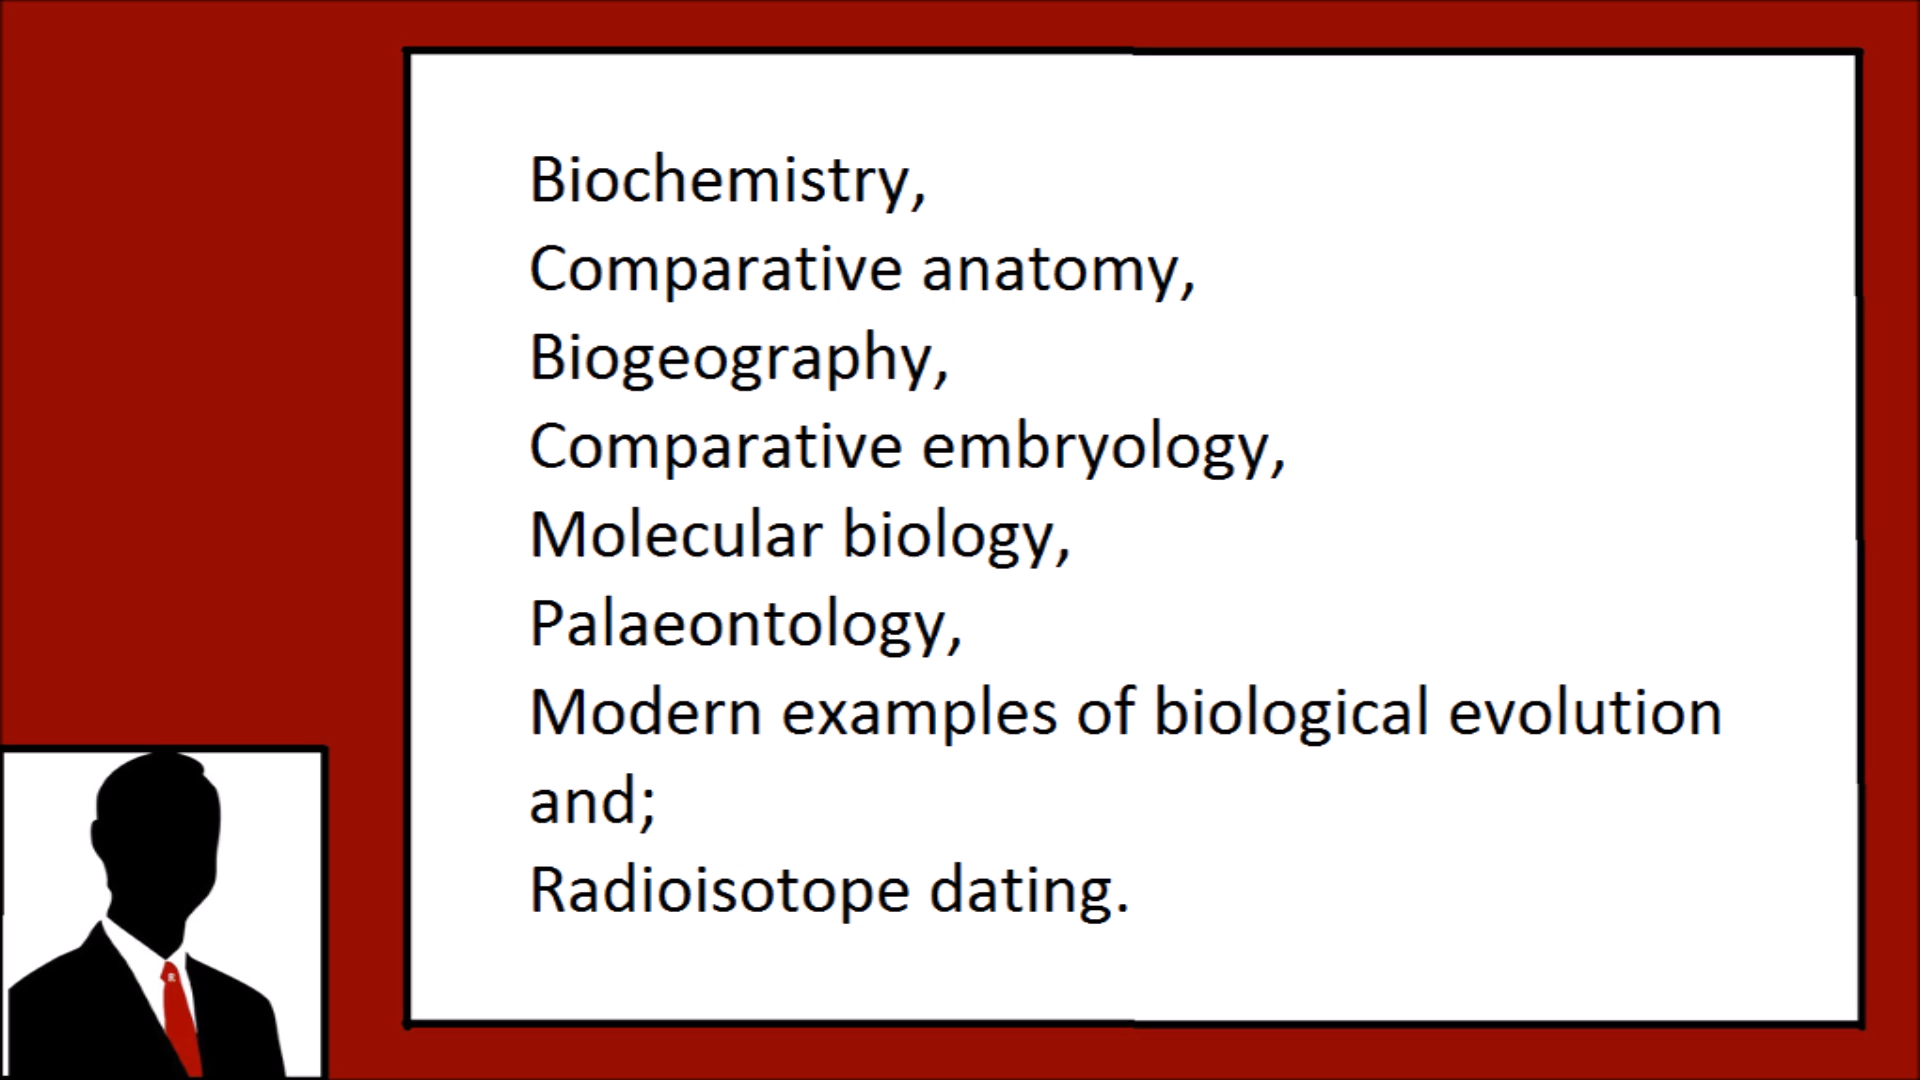 Biochemistry,
Comparative anatomy,
Biogeography,
Comparative embryology,
Molecular biology,
Palaeontology,
Modern examples of biological evolution
and;
Radioisotope dating.